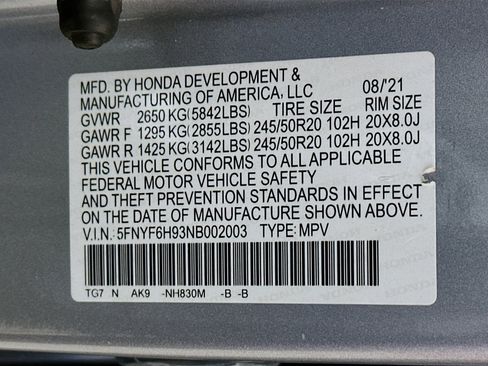 MFD. BY HONDA DEVELOPMENT &
MANUFACTURING OF AMERICA, LLC 08/'21
GVWR 2650 KG(5842LBS) TIRE SIZE RIM SIZE
GAWR F 1295 KG(2855LBS) 245/50R20 102H 20X8.0J
GAWR R 1425 KG(3142LBS) 245/50R20 102H 20X8.0J
THIS VEHICLE CONFORMS TO ALL APPLICABLE
FEDERAL MOTOR VEHICLE SAFETY
AND THEFT PREVENTION STANDARDS IN EFFECT
ON THE DATE OF MANUFACTURE SHOWN ABOVE.
V.I.N: 5FNYF6H93NB002003 TYPE: MPV
TG7 N AK9 -NH830M -B -B